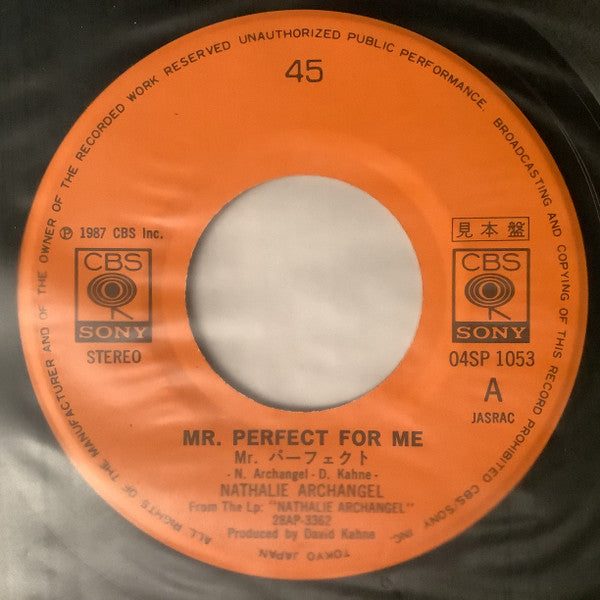 ALL RIGHTS OF THE MANUFACTURER AND OF THE OWNER OF THE RECORDED WORK RESERVED UNAUTHORIZED PUBLIC PERFORMANCE. BROADCASTING AND COPYING OF THIS RECORD PROHIBITED CBS/SONY INC.
TOKYO JAPAN
45
Ⓟ 1987 CBS Inc.
CBS
SONY
STEREO
見本盤
CBS
SONY
04SP 1053
A
JASRAC
MR. PERFECT FOR ME
Mr. パーフェクト
- N. Archangel - D. Kahne -
NATHALIE ARCHANGEL
From The Lp: "NATHALIE ARCHANGEL"
28AP-3362
Produced by David Kahne